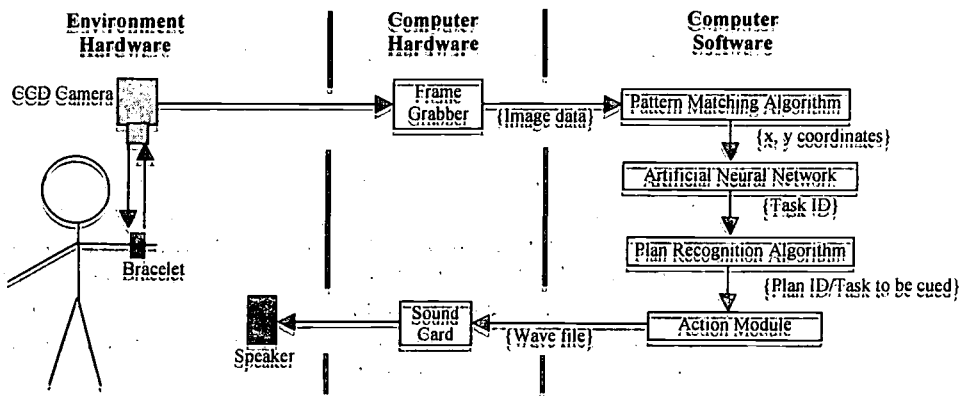 Environment
Hardware
Computer
Hardware
Computer
Software
CCD Camera
Frame
Grabber
{Image data}
Pattern Matching Algorithm
{x, y coordinates}
Artificial Neural Network
{Task ID}
Plan Recognition Algorithm
{Plan ID/Task to be cued}
Bracelet
Speaker
Sound
Card
{Wave file}
Action Module